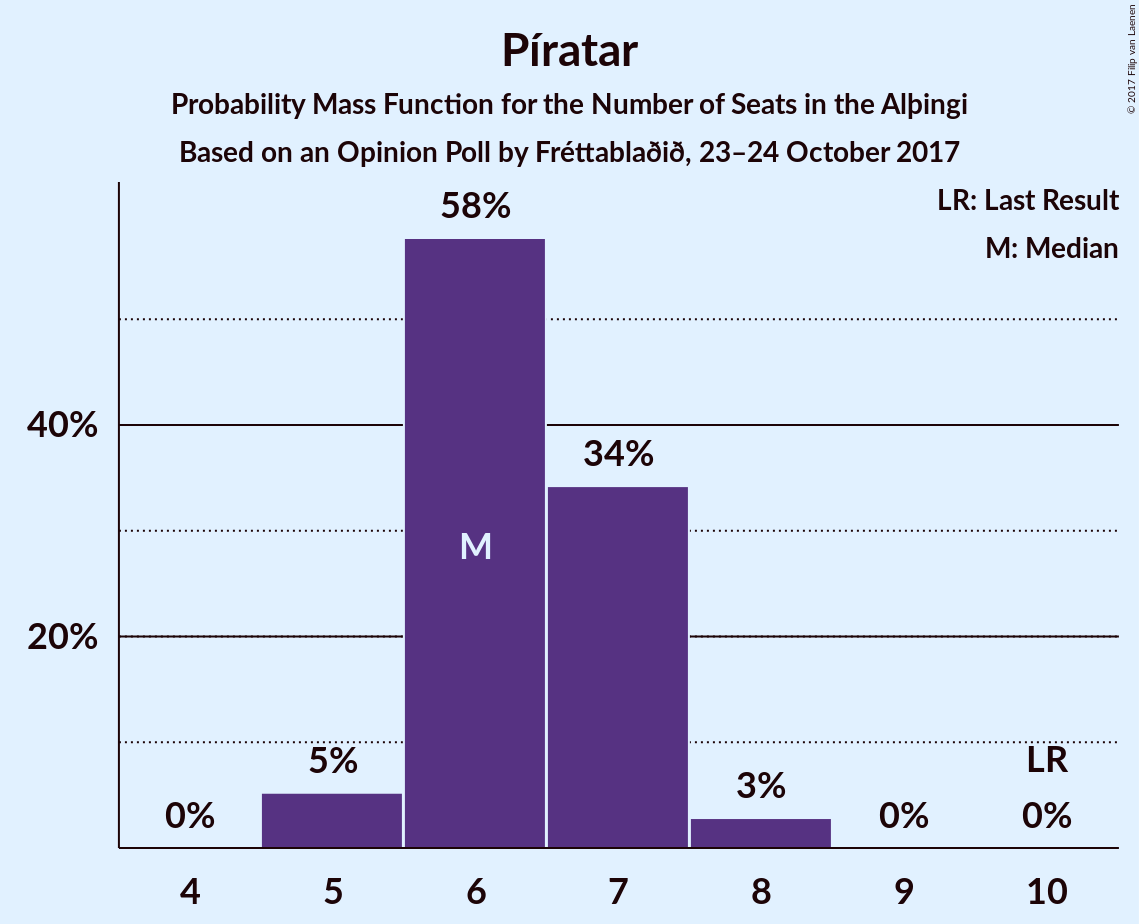 Píratar
Probability Mass Function for the Number of Seats in the Alþingi
Based on an Opinion Poll by Fréttablaðið, 23–24 October 2017
© 2017 Filip van Laenen
LR: Last Result
M: Median
58%
40%
34%
M
20%
5%
3%
LR
0%
0%
0%
4 5 6 7 8 9 10